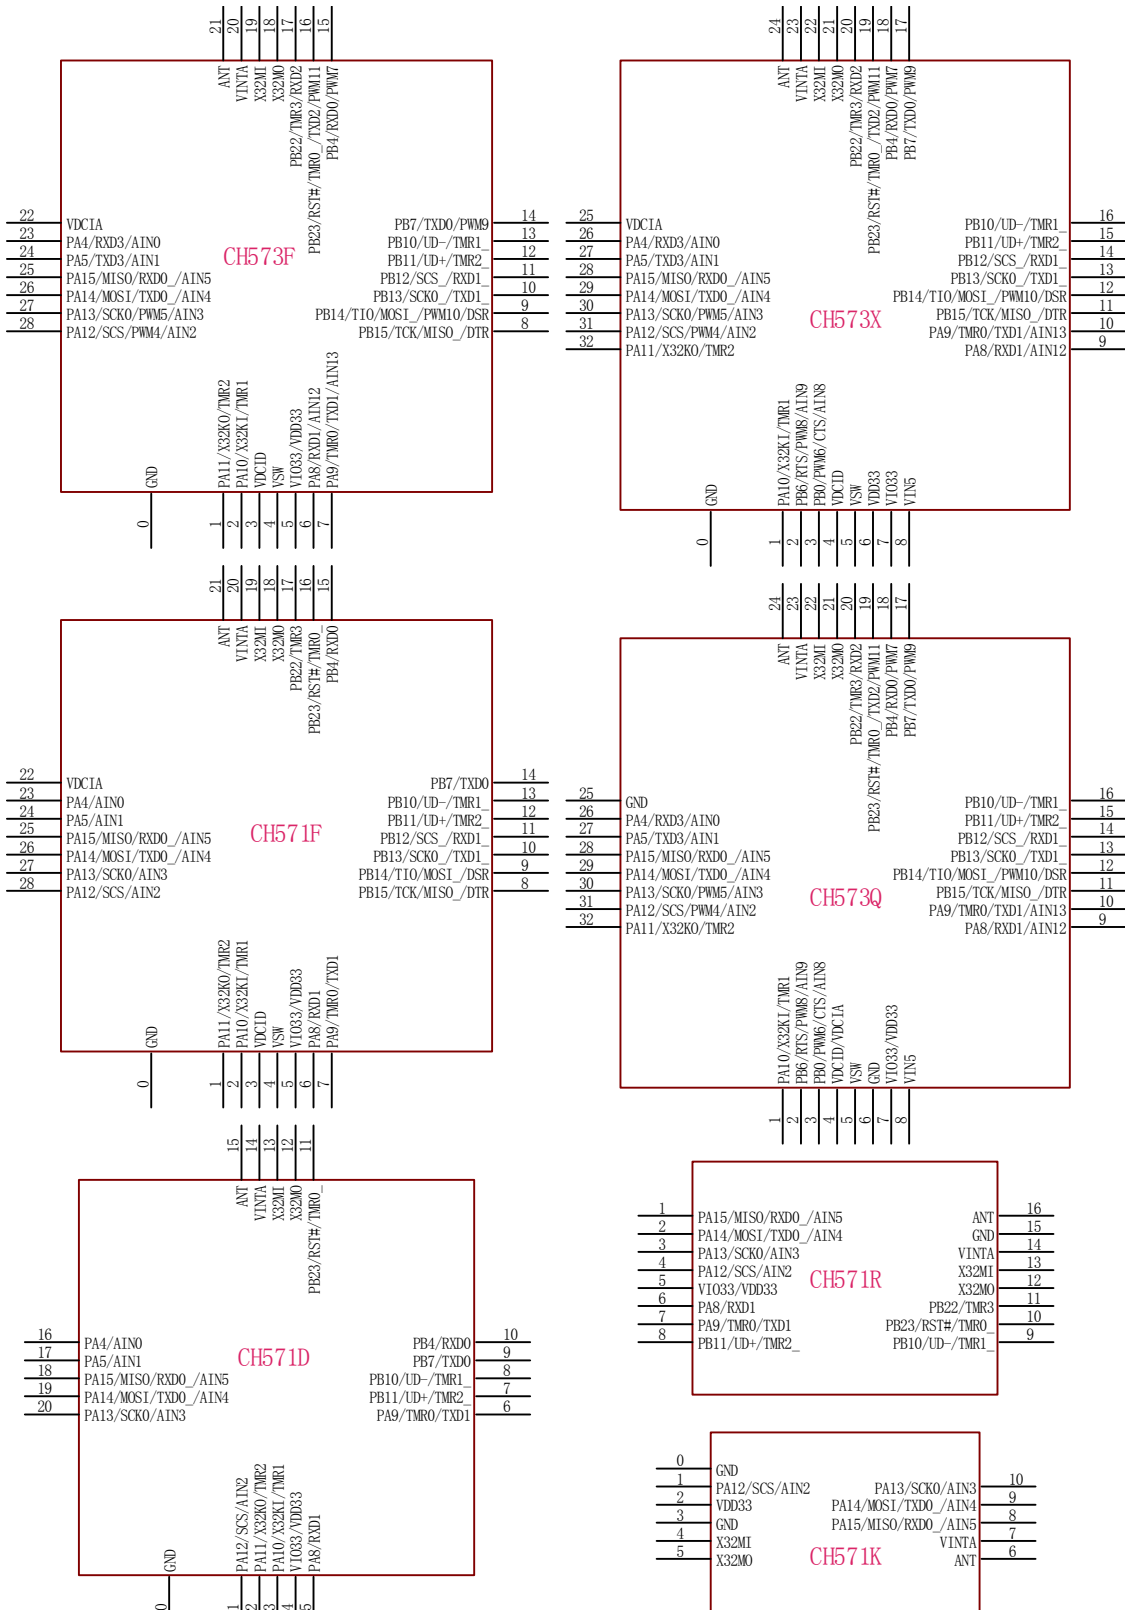 CH573F
21 ANT
20 VINTA
19 X32MI
18 X32MO
17 PB22/TMR3/RXD2
16 PB23/RST#/TMR0_/TXD2/PWM11
15 PB4/RXD0/PWM7
22 VDCIA
23 PA4/RXD3/AIN0
24 PA5/TXD3/AIN1
25 PA15/MISO/RXD0_/AIN5
26 PA14/MOSI/TXD0_/AIN4
27 PA13/SCK0/PWM5/AIN3
28 PA12/SCS/PWM4/AIN2
PB7/TXD0/PWM9 14
PB10/UD-/TMR1_ 13
PB11/UD+/TMR2_ 12
PB12/SCS_/RXD1_ 11
PB13/SCK0_/TXD1_ 10
PB14/TIO/MOSI_/PWM10/DSR 9
PB15/TCK/MISO_/DTR 8
0 GND
1 PA11/X32KO/TMR2
2 PA10/X32KI/TMR1
3 VDCID
4 VSW
5 VIO33/VDD33
6 PA8/RXD1/AIN12
7 PA9/TMR0/TXD1/AIN13
CH573X
24 ANT
23 VINTA
22 X32MI
21 X32MO
20 PB22/TMR3/RXD2
19 PB23/RST#/TMR0_/TXD2/PWM11
18 PB4/RXD0/PWM7
17 PB7/TXD0/PWM9
25 VDCIA
26 PA4/RXD3/AIN0
27 PA5/TXD3/AIN1
28 PA15/MISO/RXD0_/AIN5
29 PA14/MOSI/TXD0_/AIN4
30 PA13/SCK0/PWM5/AIN3
31 PA12/SCS/PWM4/AIN2
32 PA11/X32KO/TMR2
PB10/UD-/TMR1_ 16
PB11/UD+/TMR2_ 15
PB12/SCS_/RXD1_ 14
PB13/SCK0_/TXD1_ 13
PB14/TIO/MOSI_/PWM10/DSR 12
PB15/TCK/MISO_/DTR 11
PA9/TMR0/TXD1/AIN13 10
PA8/RXD1/AIN12 9
0 GND
1 PA10/X32KI/TMR1
2 PB6/RTS/PWM8/AIN9
3 PB0/PWM6/CTS/AIN8
4 VDCID
5 VSW
6 VDD33
7 VIO33
8 VIN5
CH571F
21 ANT
20 VINTA
19 X32MI
18 X32MO
17 PB22/TMR3
16 PB23/RST#/TMR0_
15 PB4/RXD0
22 VDCIA
23 PA4/AIN0
24 PA5/AIN1
25 PA15/MISO/RXD0_/AIN5
26 PA14/MOSI/TXD0_/AIN4
27 PA13/SCK0/AIN3
28 PA12/SCS/AIN2
PB7/TXD0 14
PB10/UD-/TMR1_ 13
PB11/UD+/TMR2_ 12
PB12/SCS_/RXD1_ 11
PB13/SCK0_/TXD1_ 10
PB14/TIO/MOSI_/DSR 9
PB15/TCK/MISO_/DTR 8
0 GND
1 PA11/X32KO/TMR2
2 PA10/X32KI/TMR1
3 VDCID
4 VSW
5 VIO33/VDD33
6 PA8/RXD1
7 PA9/TMR0/TXD1
CH573Q
24 ANT
23 VINTA
22 X32MI
21 X32MO
20 PB22/TMR3/RXD2
19 PB23/RST#/TMR0_/TXD2/PWM11
18 PB4/RXD0/PWM7
17 PB7/TXD0/PWM9
25 GND
26 PA4/RXD3/AIN0
27 PA5/TXD3/AIN1
28 PA15/MISO/RXD0_/AIN5
29 PA14/MOSI/TXD0_/AIN4
30 PA13/SCK0/PWM5/AIN3
31 PA12/SCS/PWM4/AIN2
32 PA11/X32KO/TMR2
PB10/UD-/TMR1_ 16
PB11/UD+/TMR2_ 15
PB12/SCS_/RXD1_ 14
PB13/SCK0_/TXD1_ 13
PB14/TIO/MOSI_/PWM10/DSR 12
PB15/TCK/MISO_/DTR 11
PA9/TMR0/TXD1/AIN13 10
PA8/RXD1/AIN12 9
1 PA10/X32KI/TMR1
2 PB6/RTS/PWM8/AIN9
3 PB0/PWM6/CTS/AIN8
4 VDCID/VDCIA
5 VSW
6 GND
7 VIO33/VDD33
8 VIN5
CH571D
15 ANT
14 VINTA
13 X32MI
12 X32MO
11 PB23/RST#/TMR0_
16 PA4/AIN0
17 PA5/AIN1
18 PA15/MISO/RXD0_/AIN5
19 PA14/MOSI/TXD0_/AIN4
20 PA13/SCK0/AIN3
PB4/RXD0 10
PB7/TXD0 9
PB10/UD-/TMR1_ 8
PB11/UD+/TMR2_ 7
PA9/TMR0/TXD1 6
0 GND
1 PA12/SCS/AIN2
2 PA11/X32KO/TMR2
3 PA10/X32KI/TMR1
4 VIO33/VDD33
5 PA8/RXD1
CH571R
1 PA15/MISO/RXD0_/AIN5
2 PA14/MOSI/TXD0_/AIN4
3 PA13/SCK0/AIN3
4 PA12/SCS/AIN2
5 VIO33/VDD33
6 PA8/RXD1
7 PA9/TMR0/TXD1
8 PB11/UD+/TMR2_
ANT 16
GND 15
VINTA 14
X32MI 13
X32MO 12
PB22/TMR3 11
PB23/RST#/TMR0_ 10
PB10/UD-/TMR1_ 9
CH571K
0 GND
1 PA12/SCS/AIN2
2 VDD33
3 GND
4 X32MI
5 X32MO
PA13/SCK0/AIN3 10
PA14/MOSI/TXD0_/AIN4 9
PA15/MISO/RXD0_/AIN5 8
VINTA 7
ANT 6